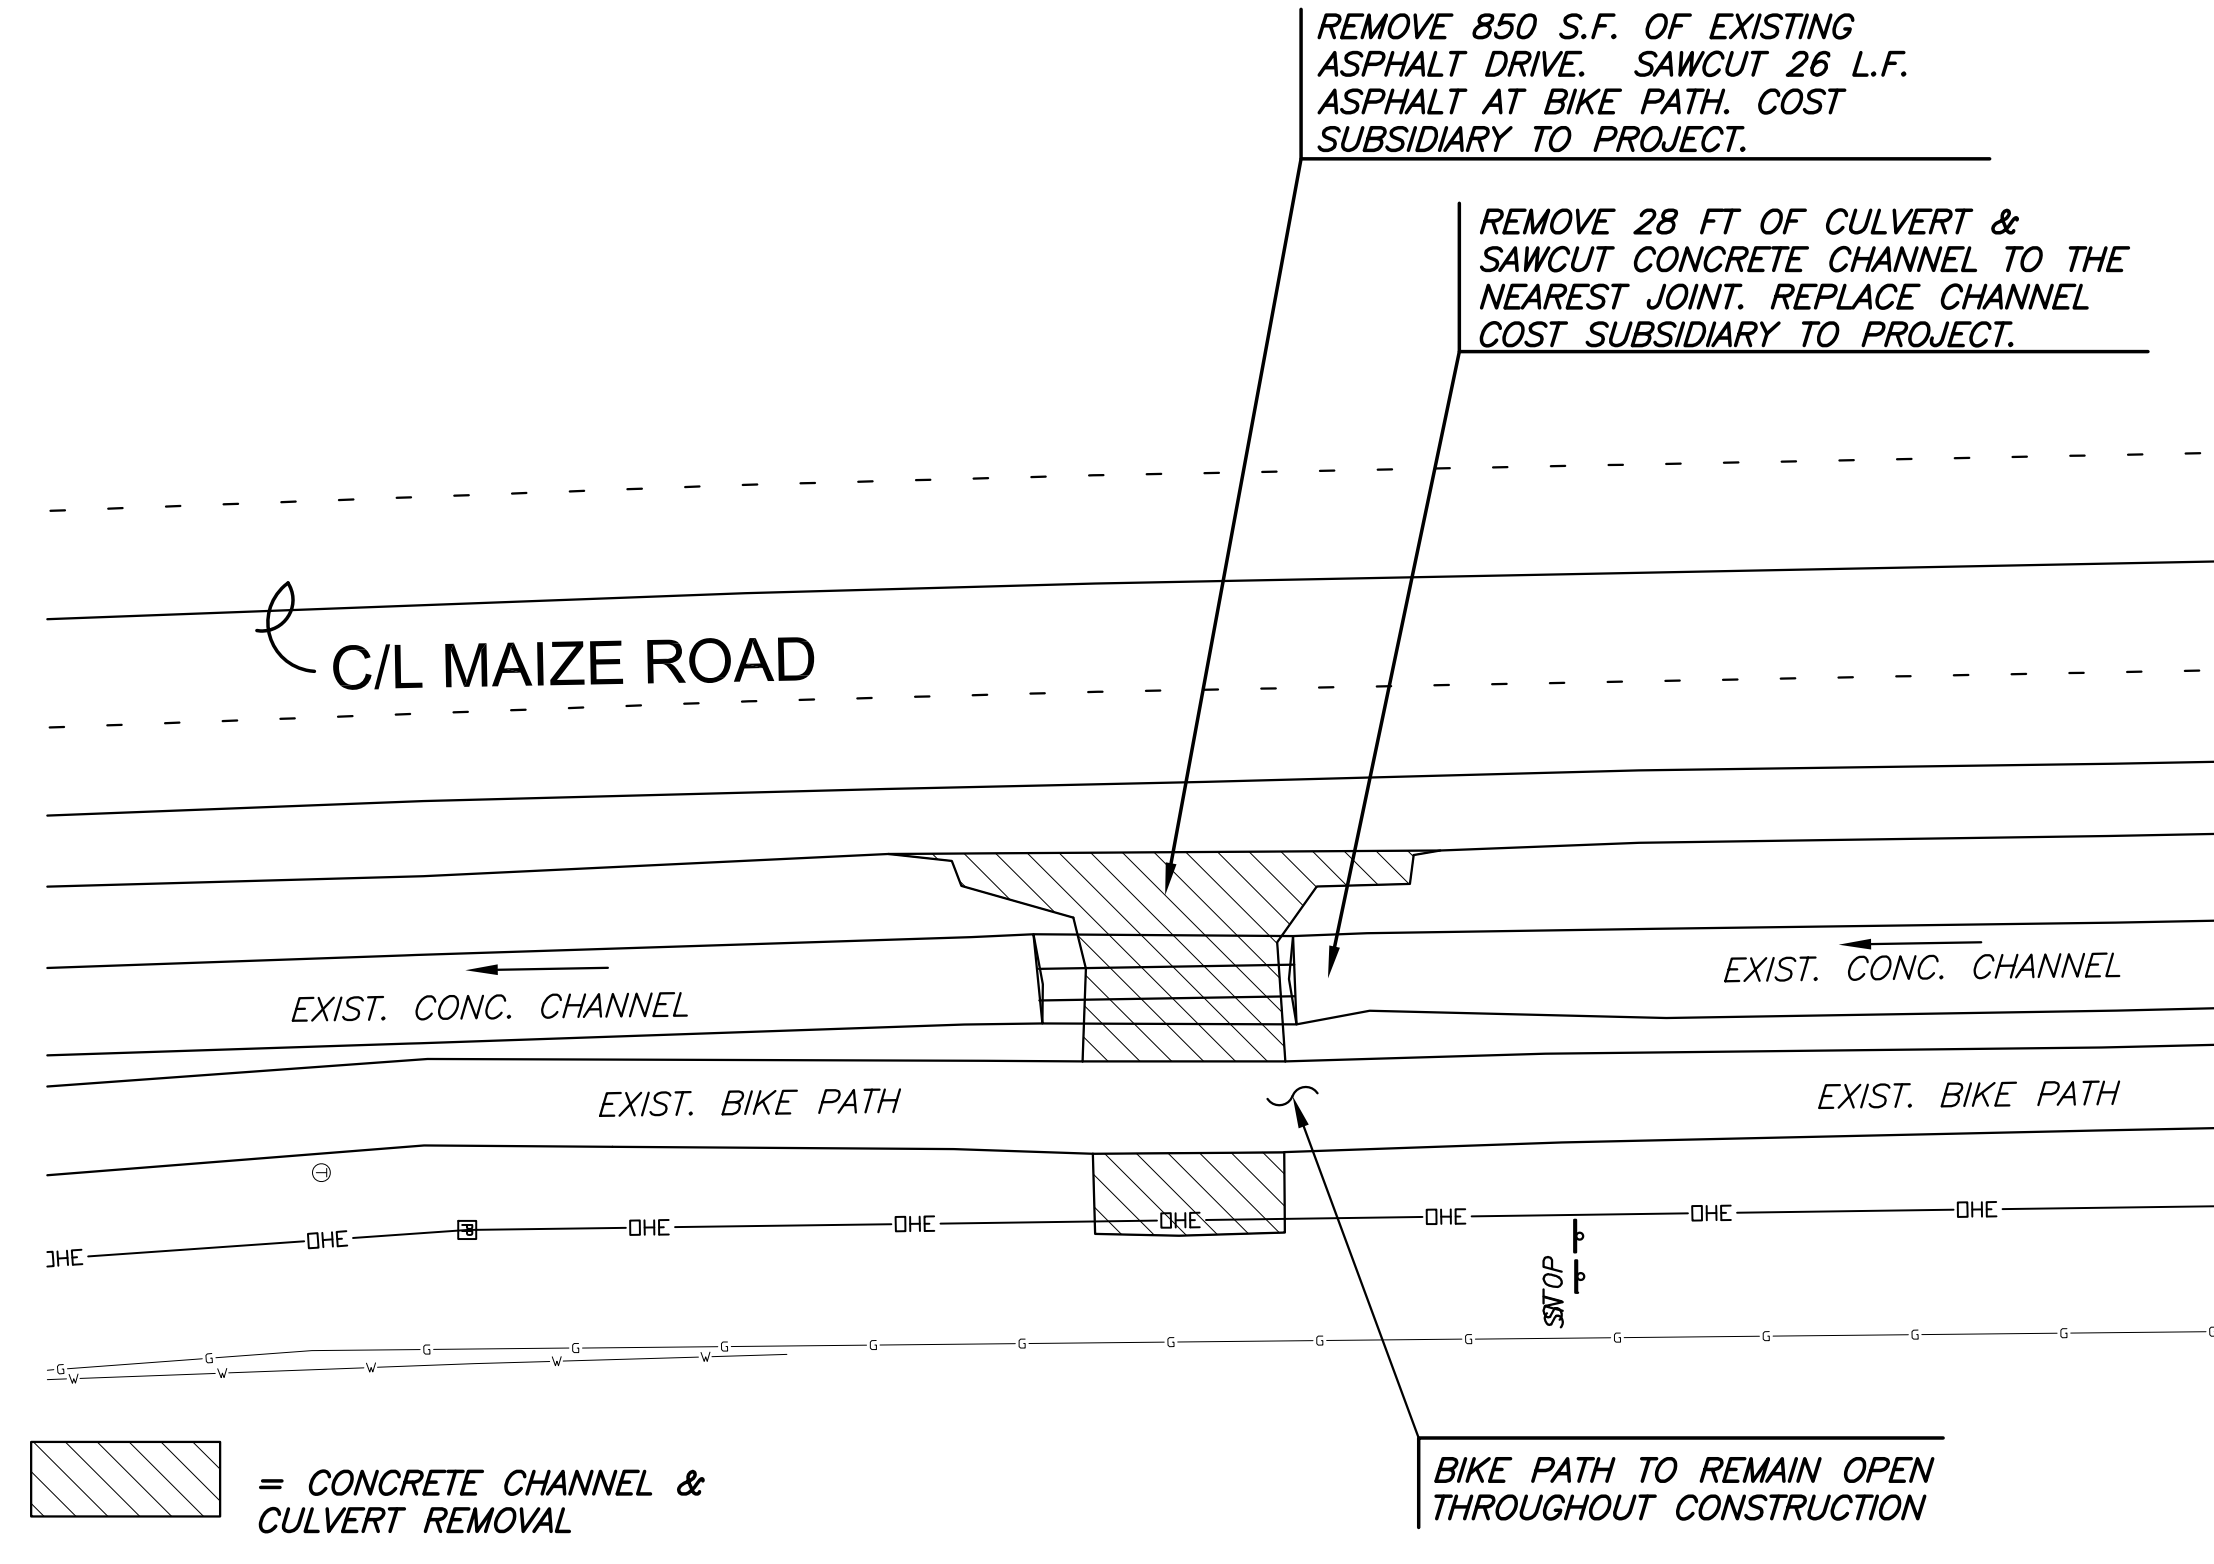 REMOVE 850 S.F. OF EXISTING
ASPHALT DRIVE. SAWCUT 26 L.F.
ASPHALT AT BIKE PATH. COST
SUBSIDIARY TO PROJECT.
REMOVE 28 FT OF CULVERT &
SAWCUT CONCRETE CHANNEL TO THE
NEAREST JOINT. REPLACE CHANNEL
COST SUBSIDIARY TO PROJECT.
C/L MAIZE ROAD
EXIST. CONC. CHANNEL
EXIST. CONC. CHANNEL
EXIST. BIKE PATH
EXIST. BIKE PATH
T
OHE OHE OHE OHE OHE OHE OHE OHE
STOP
G G G G G G G G G G G G G G G
W W W W W
= CONCRETE CHANNEL &
CULVERT REMOVAL
BIKE PATH TO REMAIN OPEN
THROUGHOUT CONSTRUCTION